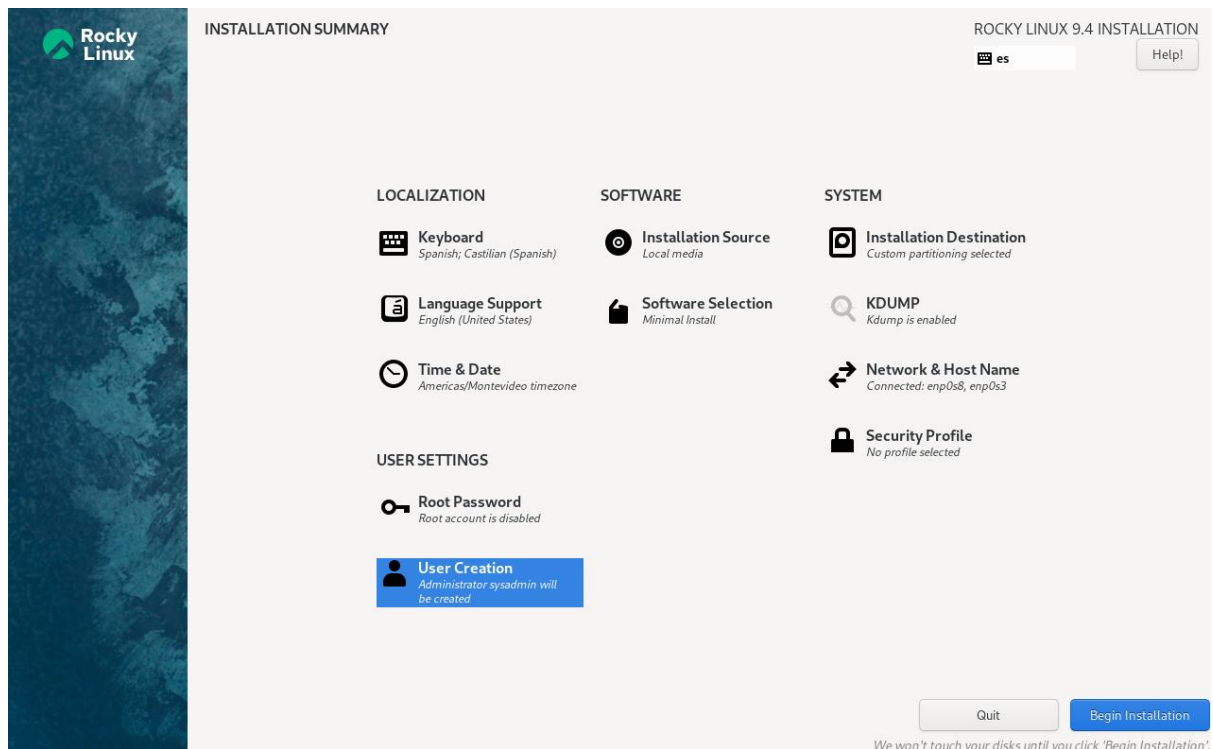 Rocky
Linux
INSTALLATION SUMMARY
ROCKY LINUX 9.4 INSTALLATION
es
Help!
LOCALIZATION
Keyboard
Spanish; Castilian (Spanish)
Language Support
English (United States)
Time & Date
Americas/Montevideo timezone
SOFTWARE
Installation Source
Local media
Software Selection
Minimal Install
SYSTEM
Installation Destination
Custom partitioning selected
KDUMP
Kdump is enabled
Network & Host Name
Connected: enp0s8, enp0s3
Security Profile
No profile selected
USER SETTINGS
Root Password
Root account is disabled
User Creation
Administrator sysadmin will
be created
Quit
Begin Installation
We won't touch your disks until you click 'Begin Installation'.